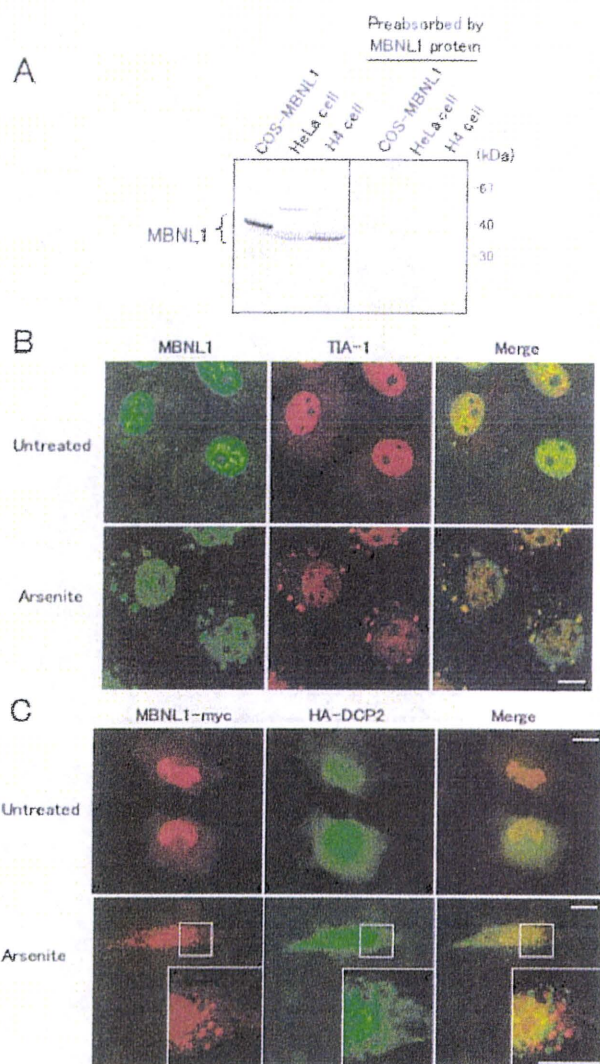 Preabsorbed by
MBNL1 protein
A
COS-MBNL1
HeLa cell
H4 cell
COS-MBNL1
HeLa cell
H4 cell
(kDa)
MBNL1
40
30
B
MBNL1
TIA-1
Merge
Untreated
Arsenite
C
MBNL1-myc
HA-DCP2
Merge
Untreated
Arsenite